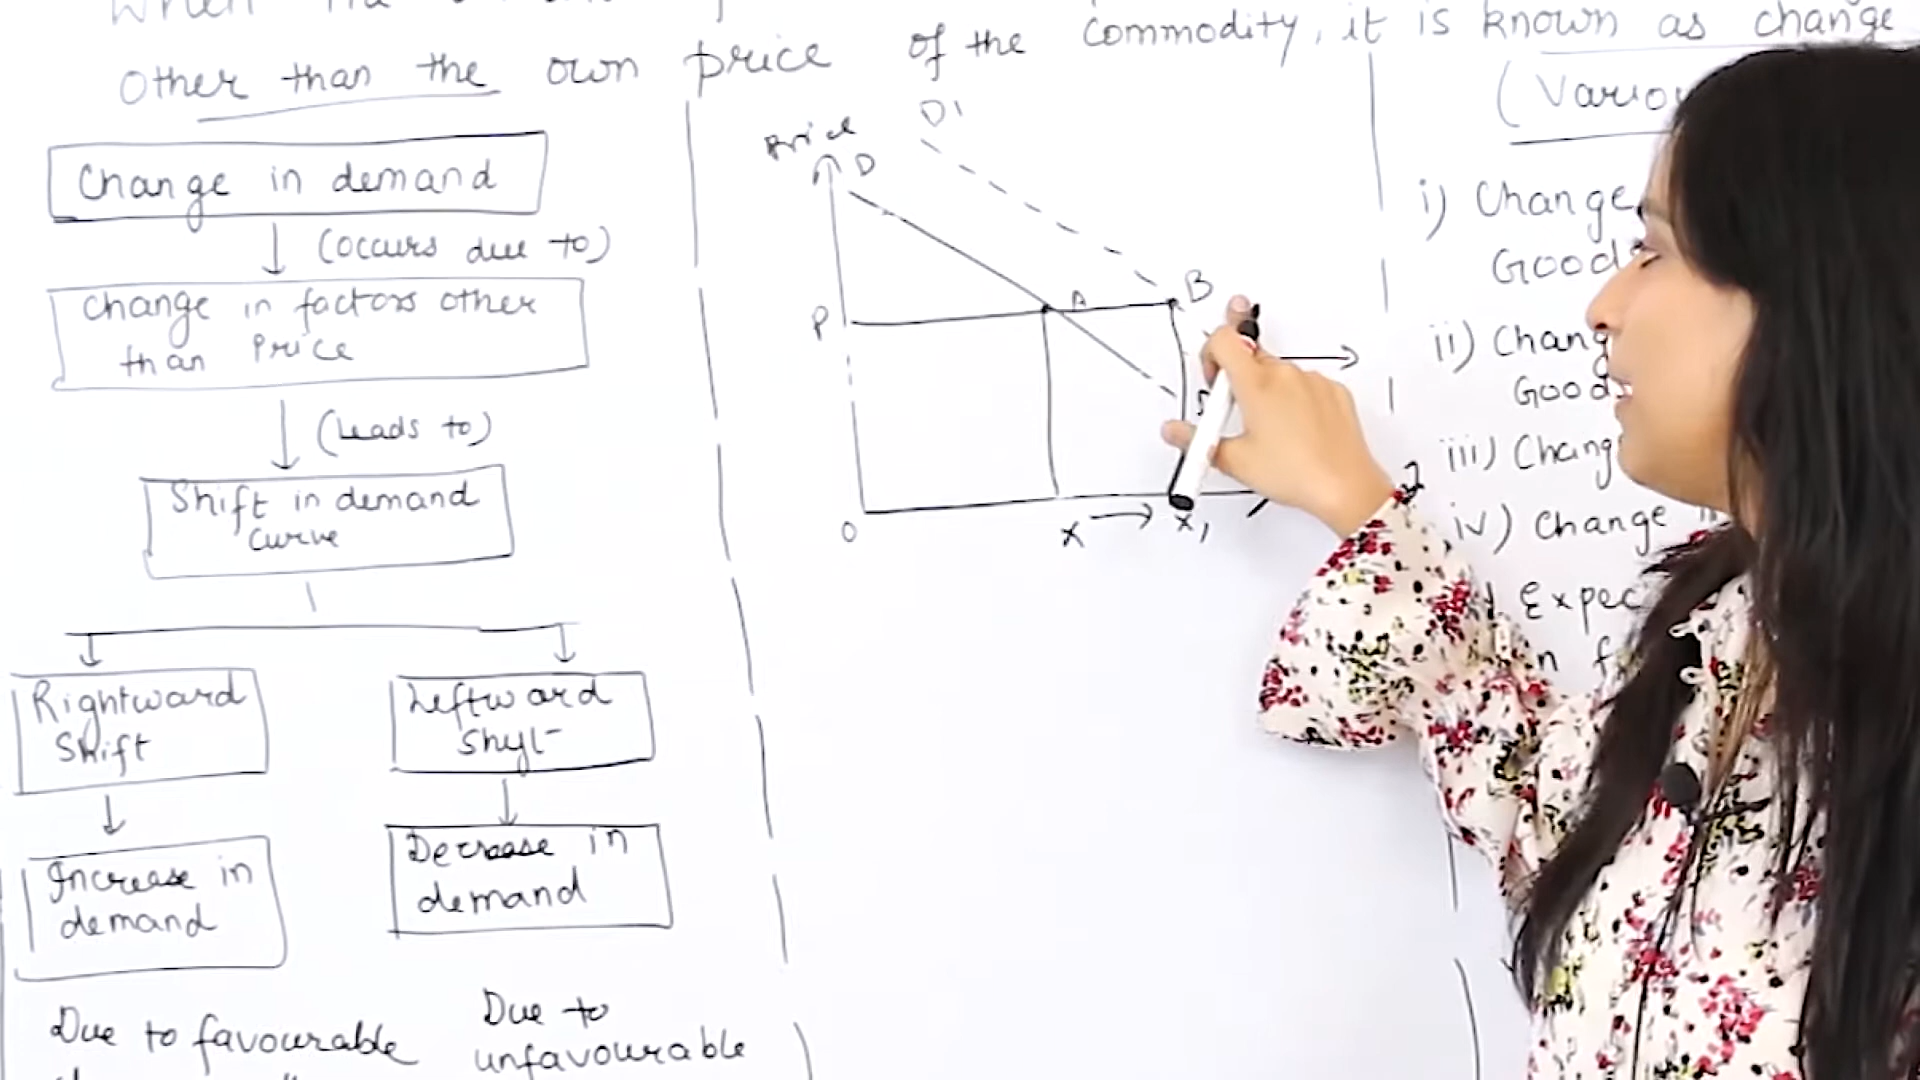 of the commodity, it is known as change
other than the own price
Change in demand
(occurs due to)
change in factors other
than Price
(leads to)
Shift in demand
curve
Rightward
Shift
Leftward
Shift
Increase in
demand
Decrease in
demand
Due to favourable
Due to
unfavourable
Price
D
D1
P
A
B
O
X
X1
i) Change
Goods
ii) Chang
Goods
iii) Chang
iv) Change
Expec